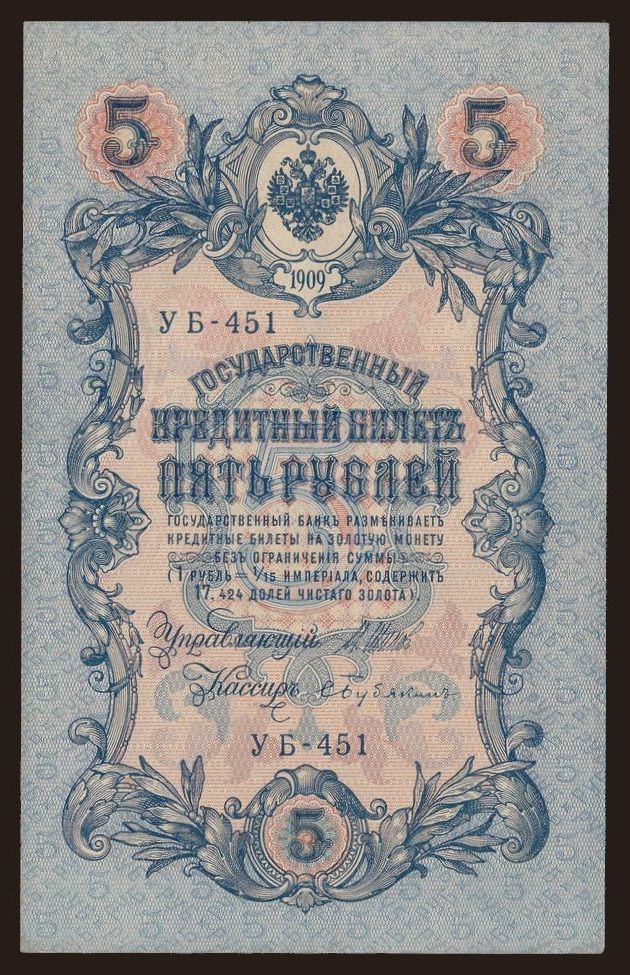 5 5
1909
УБ-451
ГОСУДАРСТВЕННЫЙ
КРЕДИТНЫЙ БИЛЕТЪ
ПЯТЬ РУБЛЕЙ
ГОСУДАРСТВЕННЫЙ БАНКЪ РАЗМѢНИВАЕТЪ
КРЕДИТНЫЕ БИЛЕТЫ НА ЗОЛОТУЮ МОНЕТУ
БЕЗЪ ОГРАНИЧЕНІЯ СУММЫ
(1 РУБЛЬ = 1/15 ИМПЕРІАЛА, СОДЕРЖИТЪ
17,424 ДОЛЕЙ ЧИСТАГО ЗОЛОТА).
Управляющій
Кассиръ
УБ-451
5